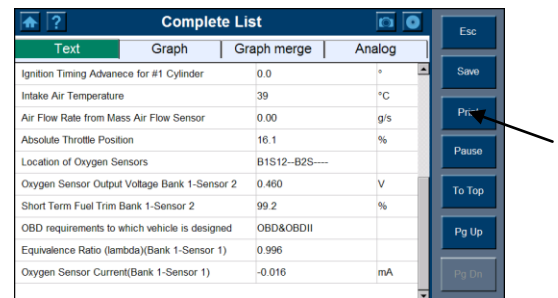 ? Complete List
Esc
Text Graph Graph merge Analog
Ignition Timing Advanece for #1 Cylinder 0.0 °
Save
Intake Air Temperature 39 °C
Air Flow Rate from Mass Air Flow Sensor 0.00 g/s
Print
Absolute Throttle Position 16.1 %
Pause
Location of Oxygen Sensors B1S12--B2S----
Oxygen Sensor Output Voltage Bank 1-Sensor 2 0.460 V
To Top
Short Term Fuel Trim Bank 1-Sensor 2 99.2 %
OBD requirements to which vehicle is designed OBD&OBDII
Pg Up
Equivalence Ratio (lambda)(Bank 1-Sensor 1) 0.996
Oxygen Sensor Current(Bank 1-Sensor 1) -0.016 mA
Pg Dn